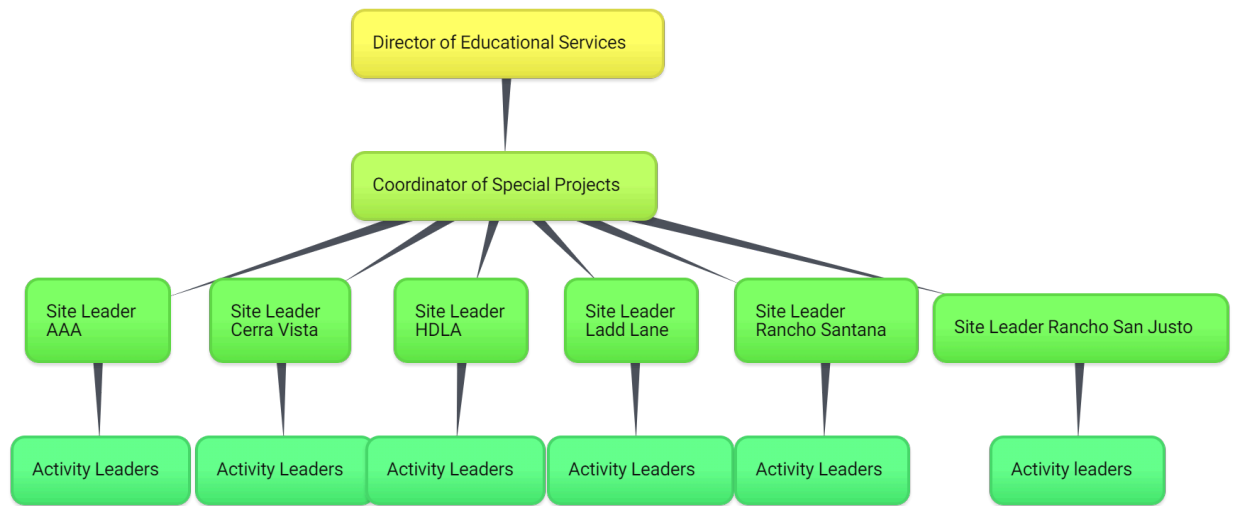 Director of Educational Services
Coordinator of Special Projects
Site Leader
AAA
Site Leader
Cerra Vista
Site Leader
HDLA
Site Leader
Ladd Lane
Site Leader
Rancho Santana
Site Leader Rancho San Justo
Activity Leaders
Activity Leaders
Activity Leaders
Activity Leaders
Activity Leaders
Activity leaders